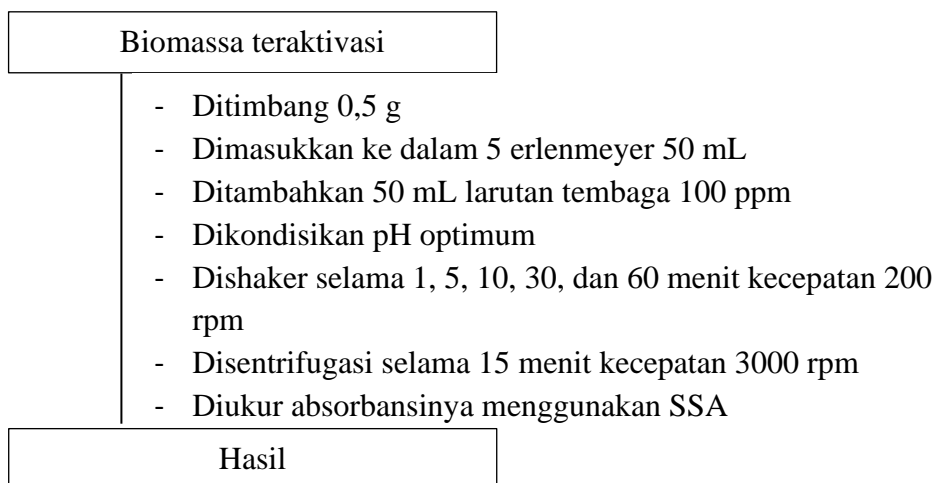 Biomassa teraktivasi
- Ditimbang 0,5 g
- Dimasukkan ke dalam 5 erlenmeyer 50 mL
- Ditambahkan 50 mL larutan tembaga 100 ppm
- Dikondisikan pH optimum
- Dishaker selama 1, 5, 10, 30, dan 60 menit kecepatan 200
rpm
- Disentrifugasi selama 15 menit kecepatan 3000 rpm
- Diukur absorbansinya menggunakan SSA
Hasil